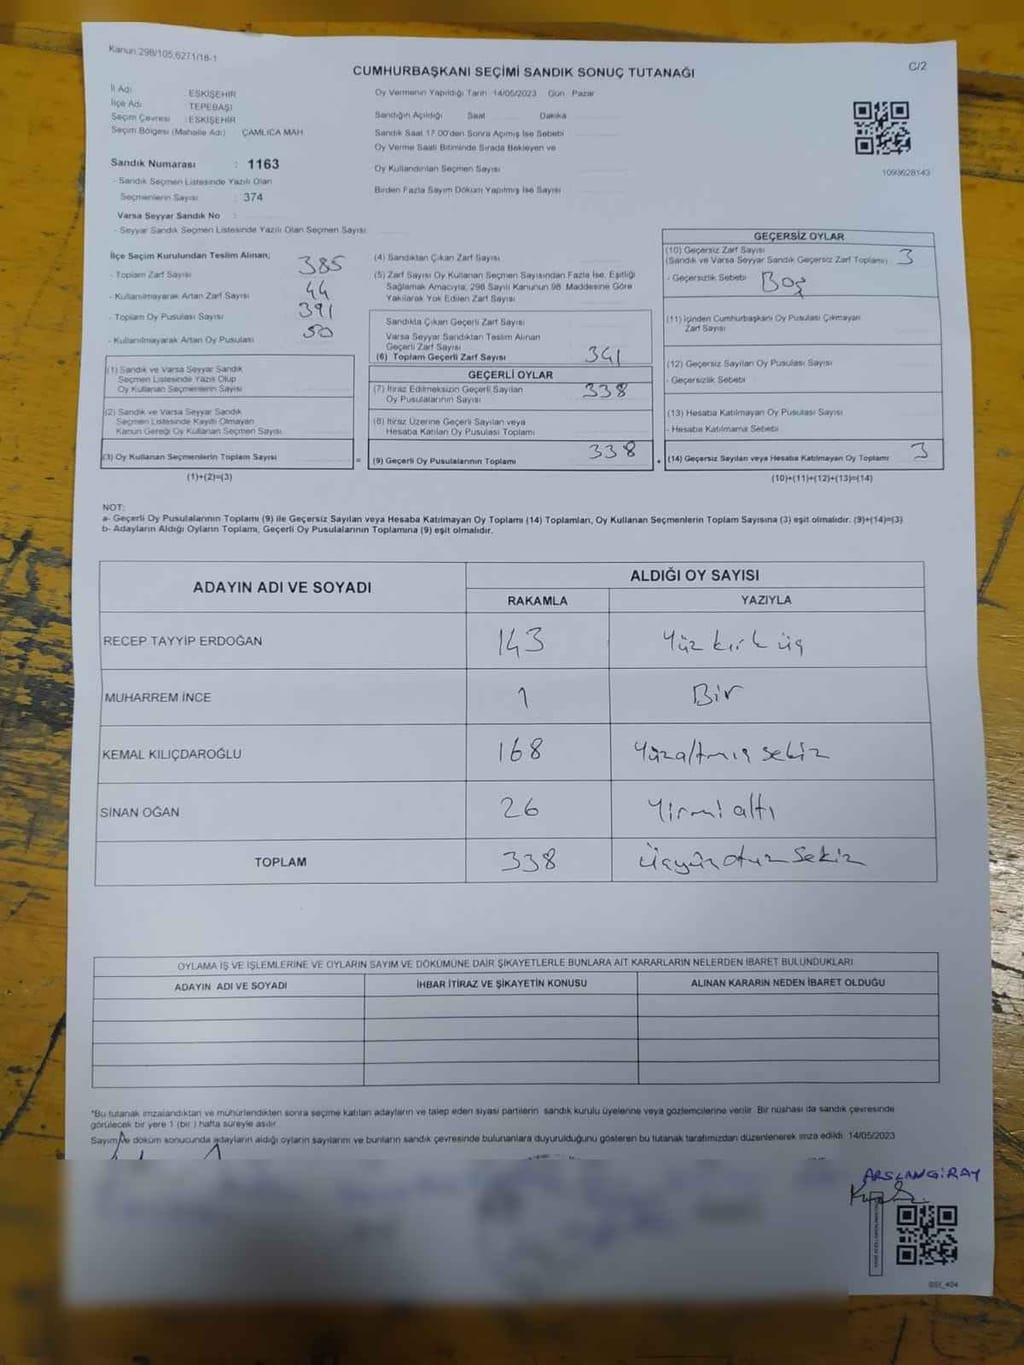 Kanun 298/105,6271/18-1
C/2
CUMHURBAŞKANI SEÇİMİ SANDIK SONUÇ TUTANAĞI
İl Adı : ESKİŞEHİR
İlçe Adı : TEPEBAŞI
Seçim Çevresi : ESKİŞEHİR
Seçim Bölgesi (Mahalle Adı) : ÇAMLICA MAH.
Sandık Numarası : 1163
- Sandık Seçmen Listesinde Yazılı Olan
Seçmenlerin Sayısı : 374
Varsa Seyyar Sandık No :
- Seyyar Sandık Seçmen Listesinde Yazılı Olan Seçmen Sayısı
Oy Vermenin Yapıldığı Tarih 14/05/2023 Gün Pazar
Sandığın Açıldığı Saat Dakika
Sandık Saat 17.00'den Sonra Açılmış İse Sebebi
Oy Verme Saati Bitiminde Sırada Bekleyen ve
Oy Kullandırılan Seçmen Sayısı
Birden Fazla Sayım Döküm Yapılmış İse Sayısı
1093628143
İlçe Seçim Kurulundan Teslim Alınan;
- Toplam Zarf Sayısı 385
- Kullanılmayarak Artan Zarf Sayısı 44
- Toplam Oy Pusulası Sayısı 391
- Kullanılmayarak Artan Oy Pusulası 50
(1) Sandık ve Varsa Seyyar Sandık
Seçmen Listesinde Yazılı Olup
Oy Kullanan Seçmenlerin Sayısı
(2) Sandık ve Varsa Seyyar Sandık
Seçmen Listesinde Kayıtlı Olmayan
Kanun Gereği Oy Kullanan Seçmen Sayısı
(3) Oy Kullanan Seçmenlerin Toplam Sayısı
(1)+(2)=(3)
=
(4) Sandıktan Çıkan Zarf Sayısı
(5) Zarf Sayısı Oy Kullanan Seçmen Sayısından Fazla İse, Eşitliği
Sağlamak Amacıyla, 298 Sayılı Kanunun 98. Maddesine Göre
Yakılarak Yok Edilen Zarf Sayısı
Sandıkta Çıkan Geçerli Zarf Sayısı
Varsa Seyyar Sandıktan Teslim Alınan
Geçerli Zarf Sayısı
(6) Toplam Geçerli Zarf Sayısı 341
GEÇERLİ OYLAR
(7) İtiraz Edilmeksizin Geçerli Sayılan
Oy Pusulalarının Sayısı 338
(8) İtiraz Üzerine Geçerli Sayılan veya
Hesaba Katılan Oy Pusulası Toplamı
(9) Geçerli Oy Pusulalarının Toplamı 338
+
GEÇERSİZ OYLAR
(10) Geçersiz Zarf Sayısı
(Sandık ve Varsa Seyyar Sandık Geçersiz Zarf Toplamı) 3
- Geçersizlik Sebebi Boş
(11) İçinden Cumhurbaşkanı Oy Pusulası Çıkmayan
Zarf Sayısı
(12) Geçersiz Sayılan Oy Pusulası Sayısı
- Geçersizlik Sebebi
(13) Hesaba Katılmayan Oy Pusulası Sayısı
- Hesaba Katılmama Sebebi
(14) Geçersiz Sayılan veya Hesaba Katılmayan Oy Toplamı 3
(10)+(11)+(12)+(13)=(14)
NOT:
a- Geçerli Oy Pusulalarının Toplamı (9) ile Geçersiz Sayılan veya Hesaba Katılmayan Oy Toplamı (14) Toplamları, Oy Kullanan Seçmenlerin Toplam Sayısına (3) eşit olmalıdır. (9)+(14)=(3)
b- Adayların Aldığı Oyların Toplamı, Geçerli Oy Pusulalarının Toplamına (9) eşit olmalıdır.
ADAYIN ADI VE SOYADI
ALDIĞI OY SAYISI
RAKAMLA YAZIYLA
RECEP TAYYİP ERDOĞAN 143 Yüz kırk üç
MUHARREM İNCE 1 Bir
KEMAL KILIÇDAROĞLU 168 Yüzaltmış sekiz
SİNAN OĞAN 26 Yirmi altı
TOPLAM 338 Üçyüzotuz sekiz
OYLAMA İŞ VE İŞLEMLERİNE VE OYLARIN SAYIM VE DÖKÜMÜNE DAİR ŞİKAYETLERLE BUNLARA AİT KARARLARIN NELERDEN İBARET BULUNDUKLARI
ADAYIN ADI VE SOYADI İHBAR İTİRAZ VE ŞİKAYETİN KONUSU ALINAN KARARIN NEDEN İBARET OLDUĞU
*Bu tutanak imzalandıktan ve mühürlendikten sonra seçime katılan adayların ve talep eden siyasi partilerin sandık kurulu üyelerine veya gözlemcilerine verilir. Bir nüshası da sandık çevresinde
görülecek bir yere 1 (bir ) hafta süreyle asılır.
Sayım ve döküm sonucunda adayların aldığı oyların sayılarını ve bunların sandık çevresinde bulunanlara duyurulduğunu gösteren bu tutanak tarafımızdan düzenlenerek imza edildi. 14/05/2023
ARSLANGİRAY